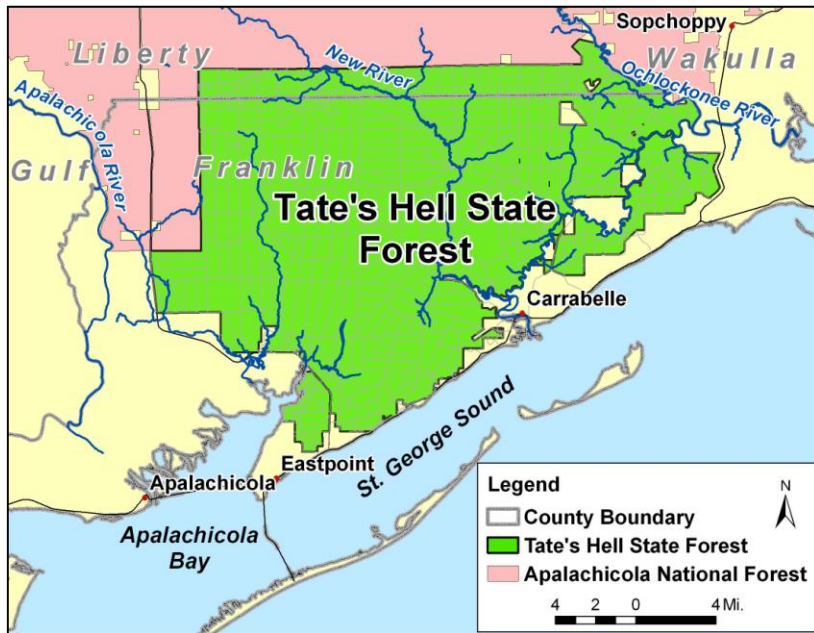 Sopchoppy
Liberty
Wakulla
New River
Ochlockonee River
Apalachicola River
Gulf
Franklin
Tate's Hell State
Forest
Carrabelle
St. George Sound
Eastpoint
Apalachicola
Apalachicola
Bay
Legend
N
County Boundary
Tate's Hell State Forest
Apalachicola National Forest
4 2 0 4 Mi.